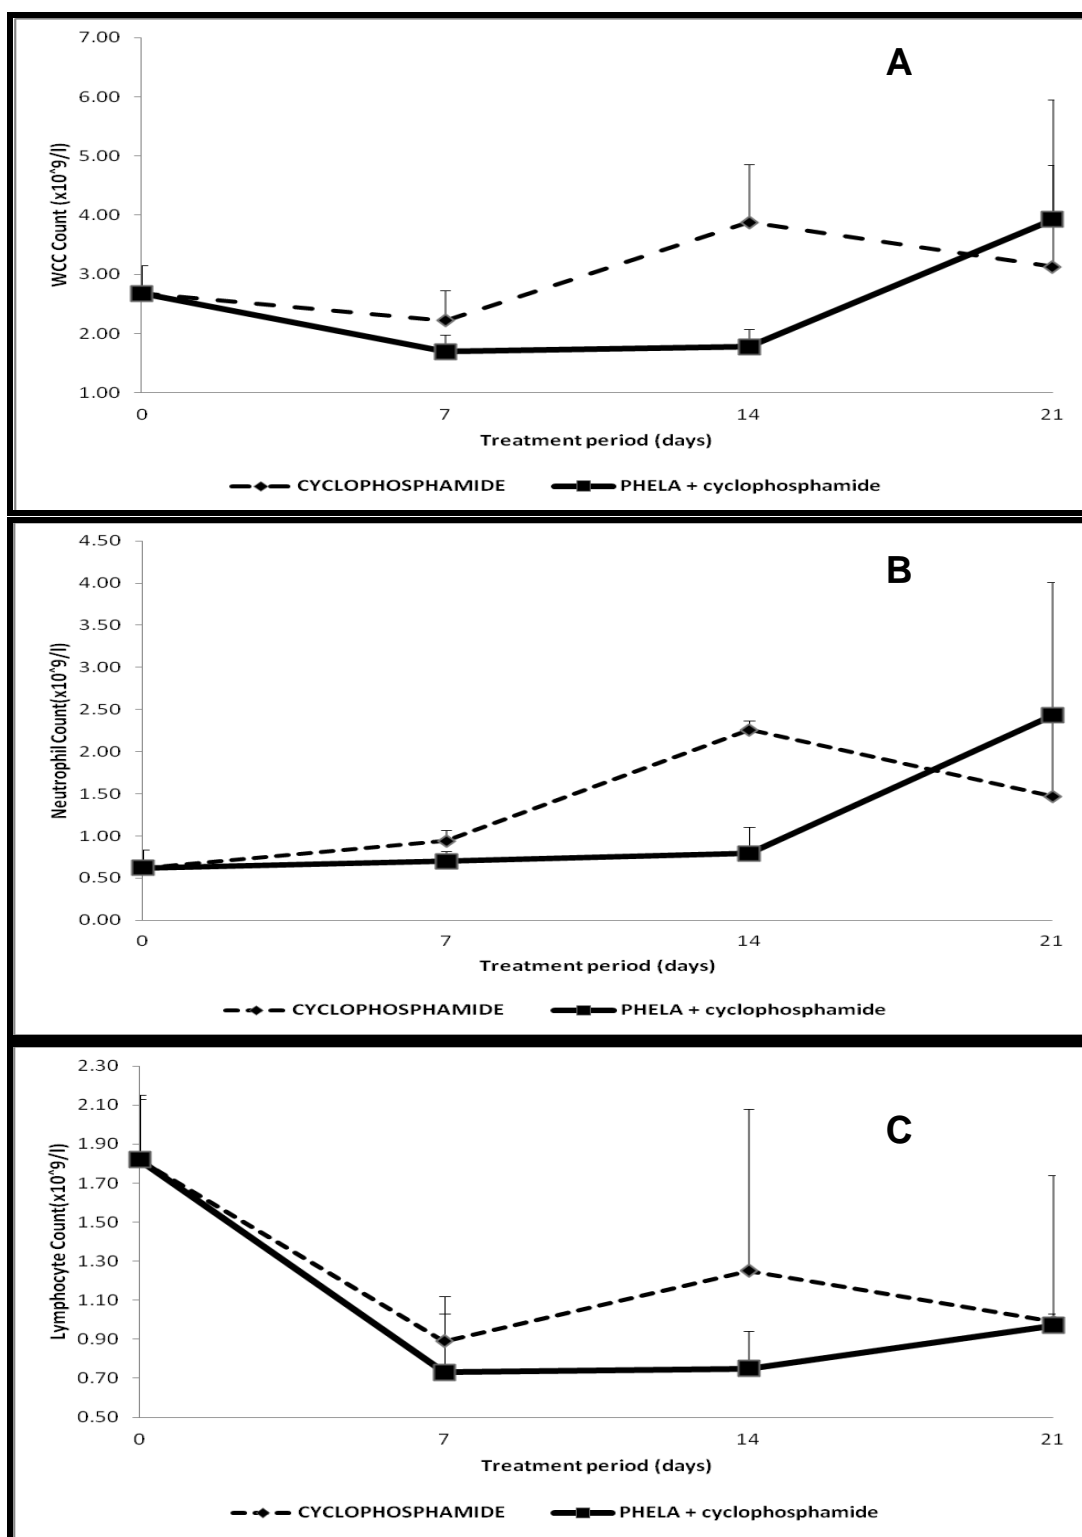 A
7.00
6.00
5.00
4.00
3.00
2.00
1.00
WCC Count (x10^9/l)
0 7 14 21
Treatment period (days)
CYCLOPHOSPHAMIDE PHELA + cyclophosphamide
B
4.50
4.00
3.50
3.00
2.50
2.00
1.50
1.00
0.50
0.00
Neutrophil Count(x10^9/l)
0 7 14 21
Treatment period (days)
CYCLOPHOSPHAMIDE PHELA + cyclophosphamide
C
2.30
2.10
1.90
1.70
1.50
1.30
1.10
0.90
0.70
0.50
Lymphocyte Count(x10^9/l)
0 7 14 21
Treatment period (days)
CYCLOPHOSPHAMIDE PHELA + cyclophosphamide